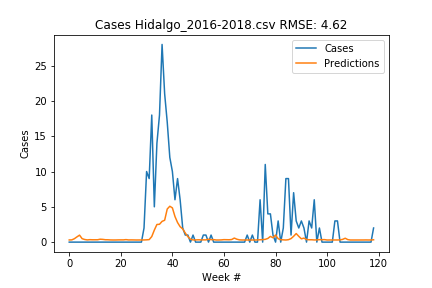 Cases Hidalgo_2016-2018.csv RMSE: 4.62
Cases
Predictions
Cases
25
20
15
10
5
0
0 20 40 60 80 100 120
Week #